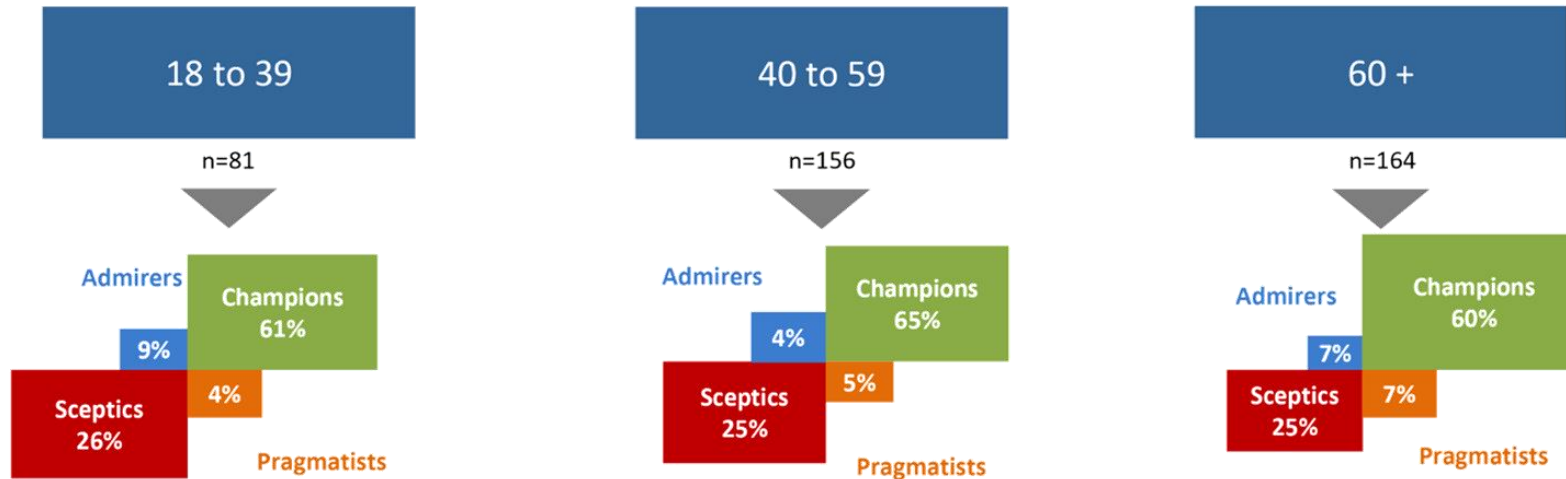 18 to 39
n=81
Admirers
Champions
61%
9%
Sceptics
26%
4%
Pragmatists
40 to 59
n=156
Admirers
Champions
65%
4%
Sceptics
25%
5%
Pragmatists
60 +
n=164
Admirers
Champions
60%
7%
Sceptics
25%
7%
Pragmatists